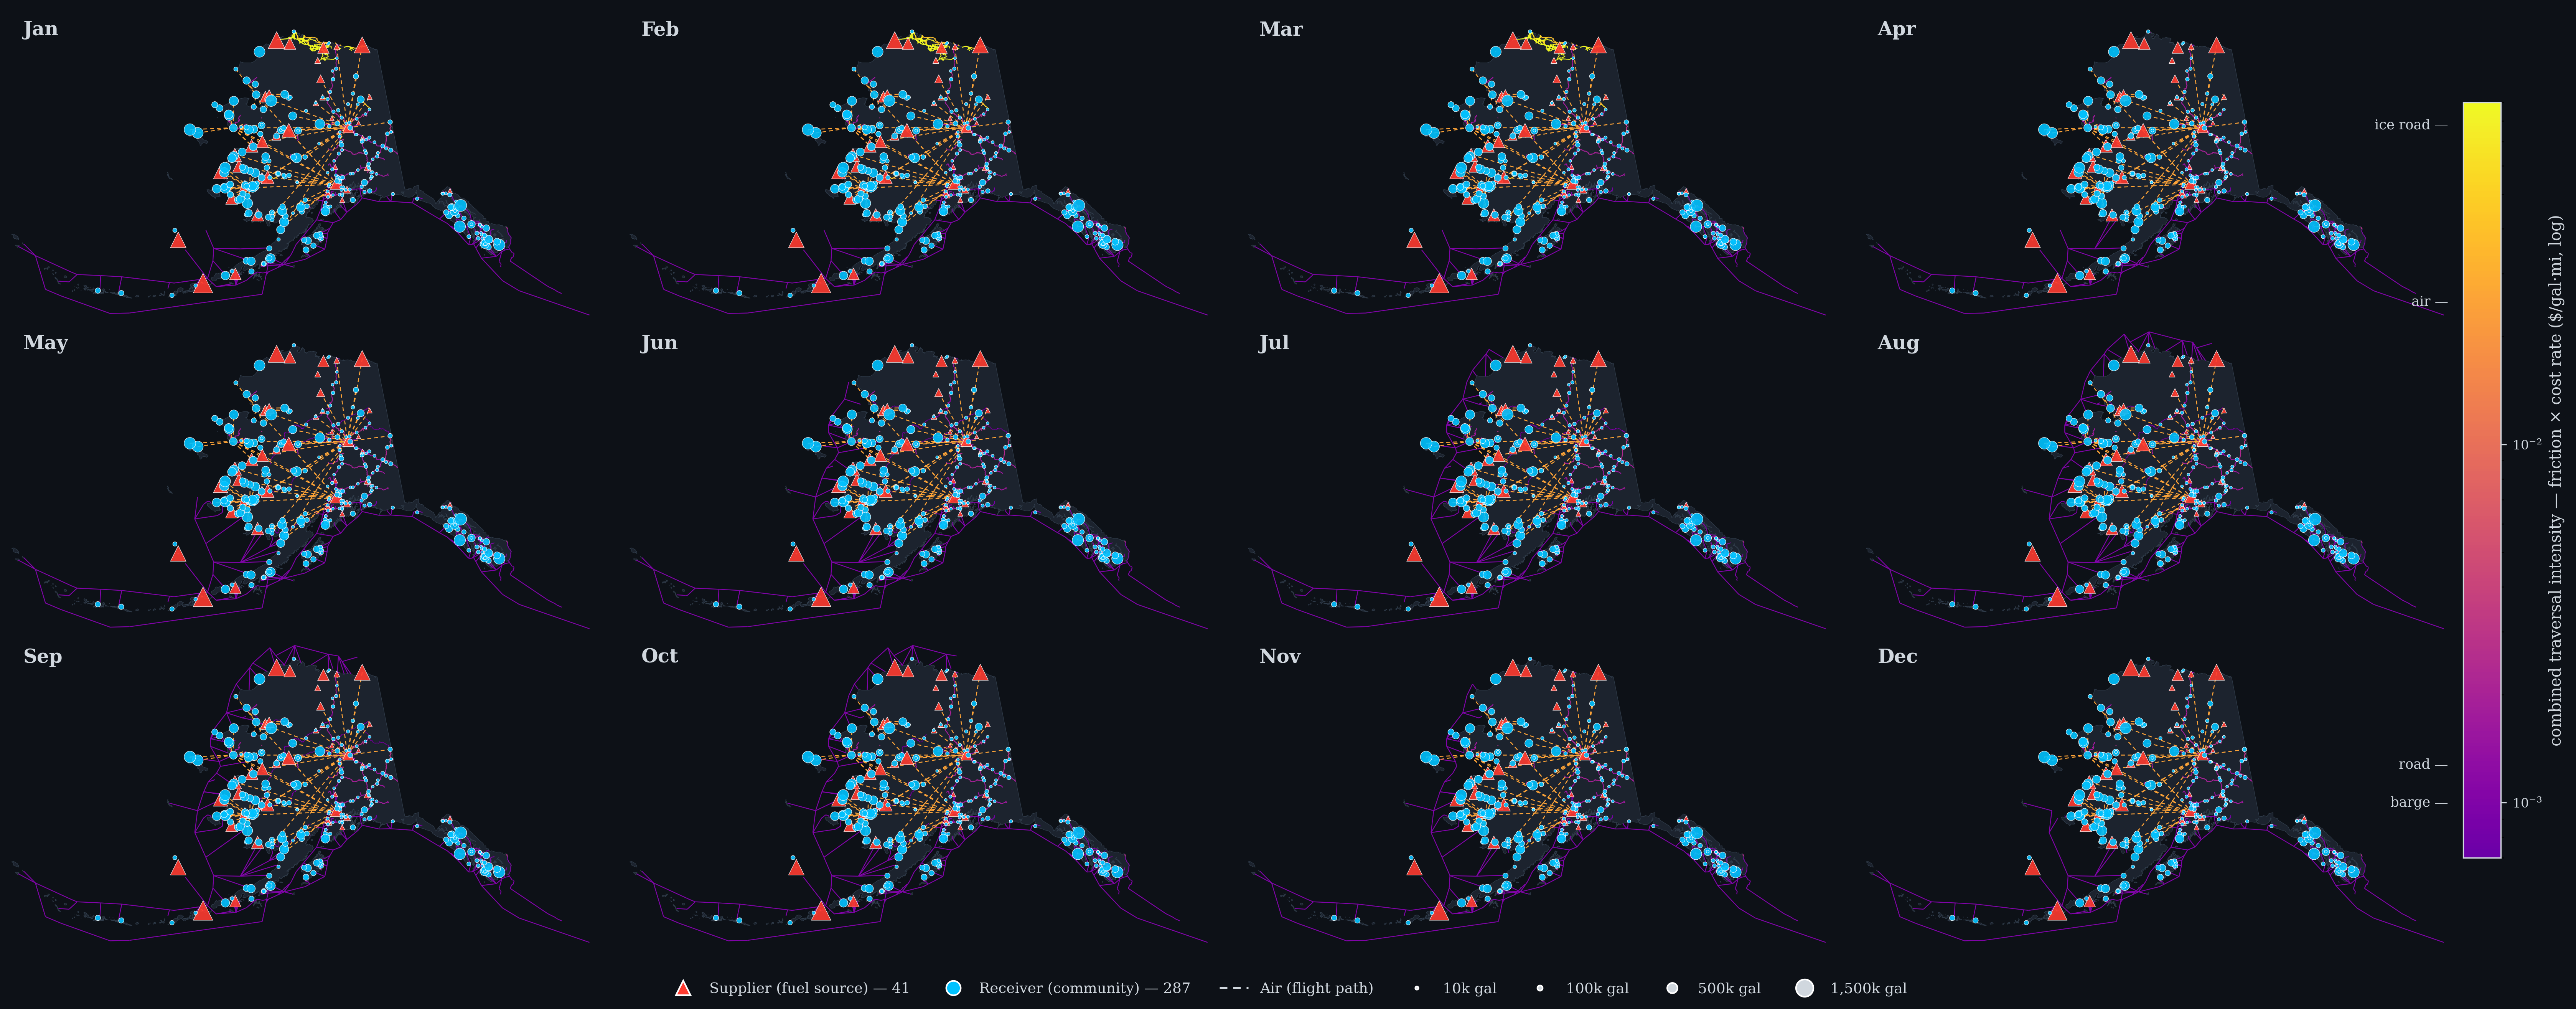 Jan
Feb
Mar
Apr
May
Jun
Jul
Aug
Sep
Oct
Nov
Dec
ice road —
air —
road —
barge —
10⁻²
10⁻³
combined traversal intensity — friction × cost rate ($/gal·mi, log)
Supplier (fuel source) — 41
Receiver (community) — 287
Air (flight path)
10k gal
100k gal
500k gal
1,500k gal